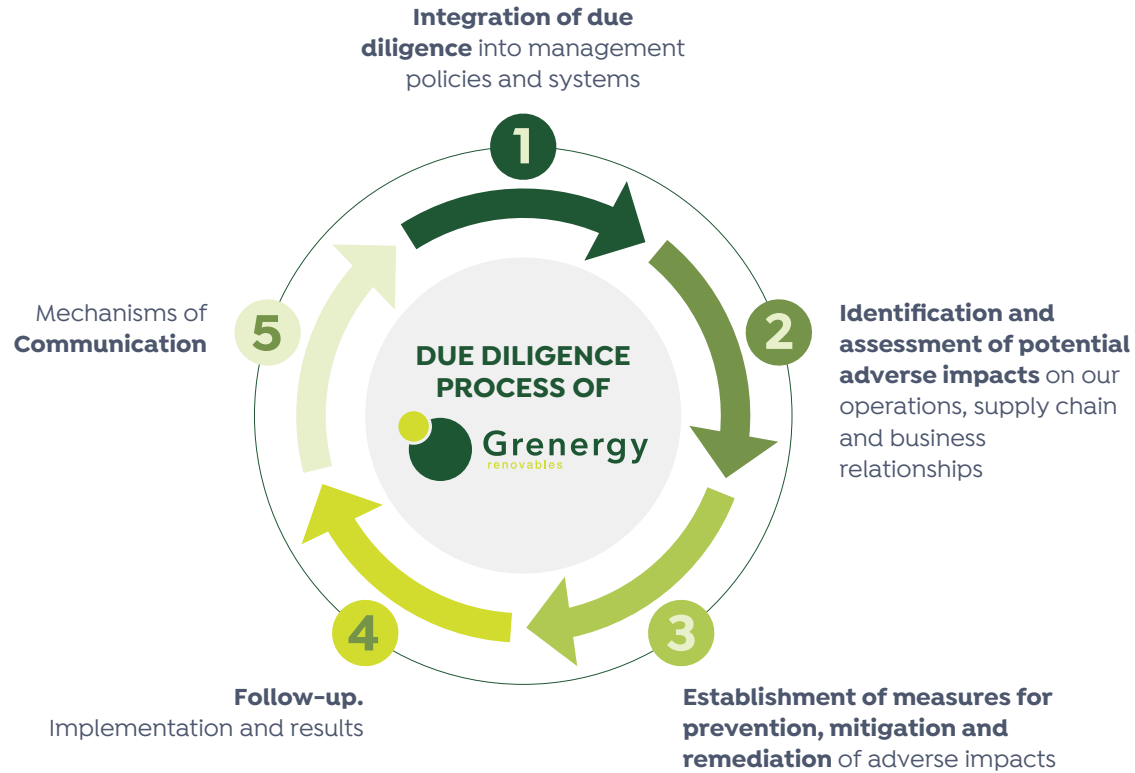 Integration of due
diligence into management
policies and systems
1
2
Identification and
assessment of potential
adverse impacts on our
operations, supply chain
and business
relationships
3
Establishment of measures for
prevention, mitigation and
remediation of adverse impacts
4
Follow-up.
Implementation and results
5
Mechanisms of
Communication
DUE DILIGENCE
PROCESS OF
Grenergy
renovables